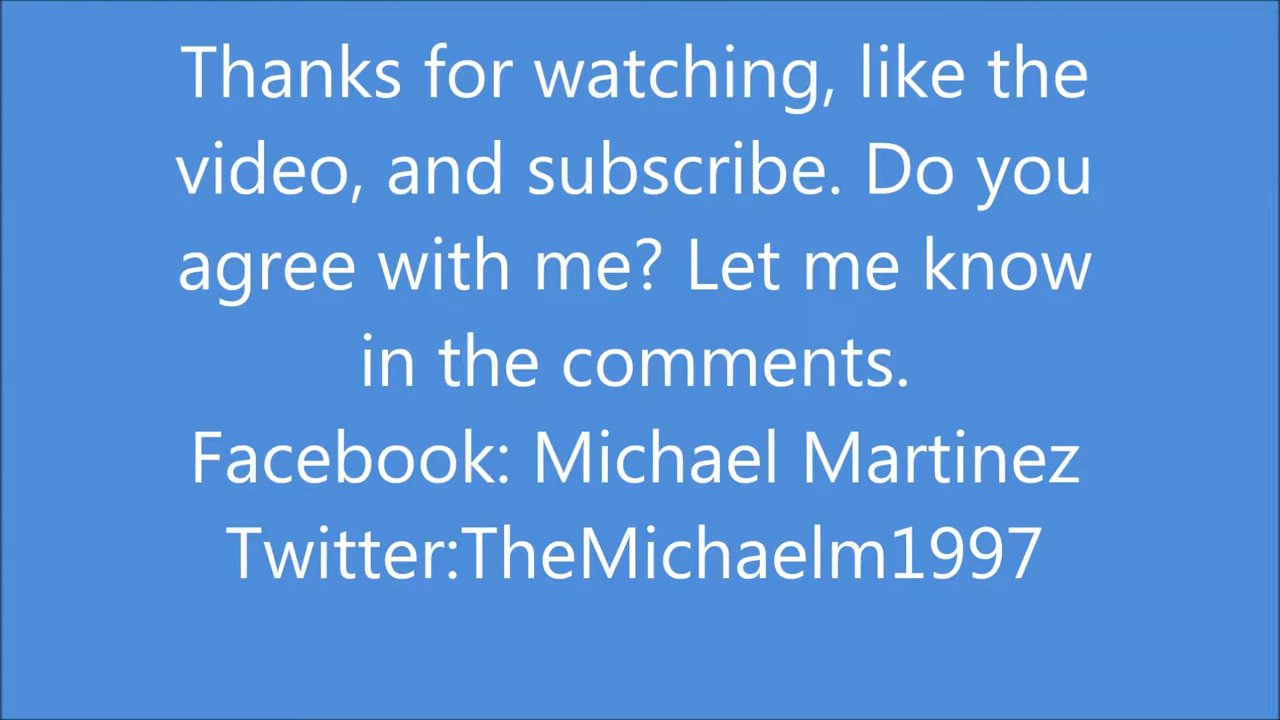 Thanks for watching, like the
video, and subscribe. Do you
agree with me? Let me know
in the comments.
Facebook: Michael Martinez
Twitter:TheMichaelm1997